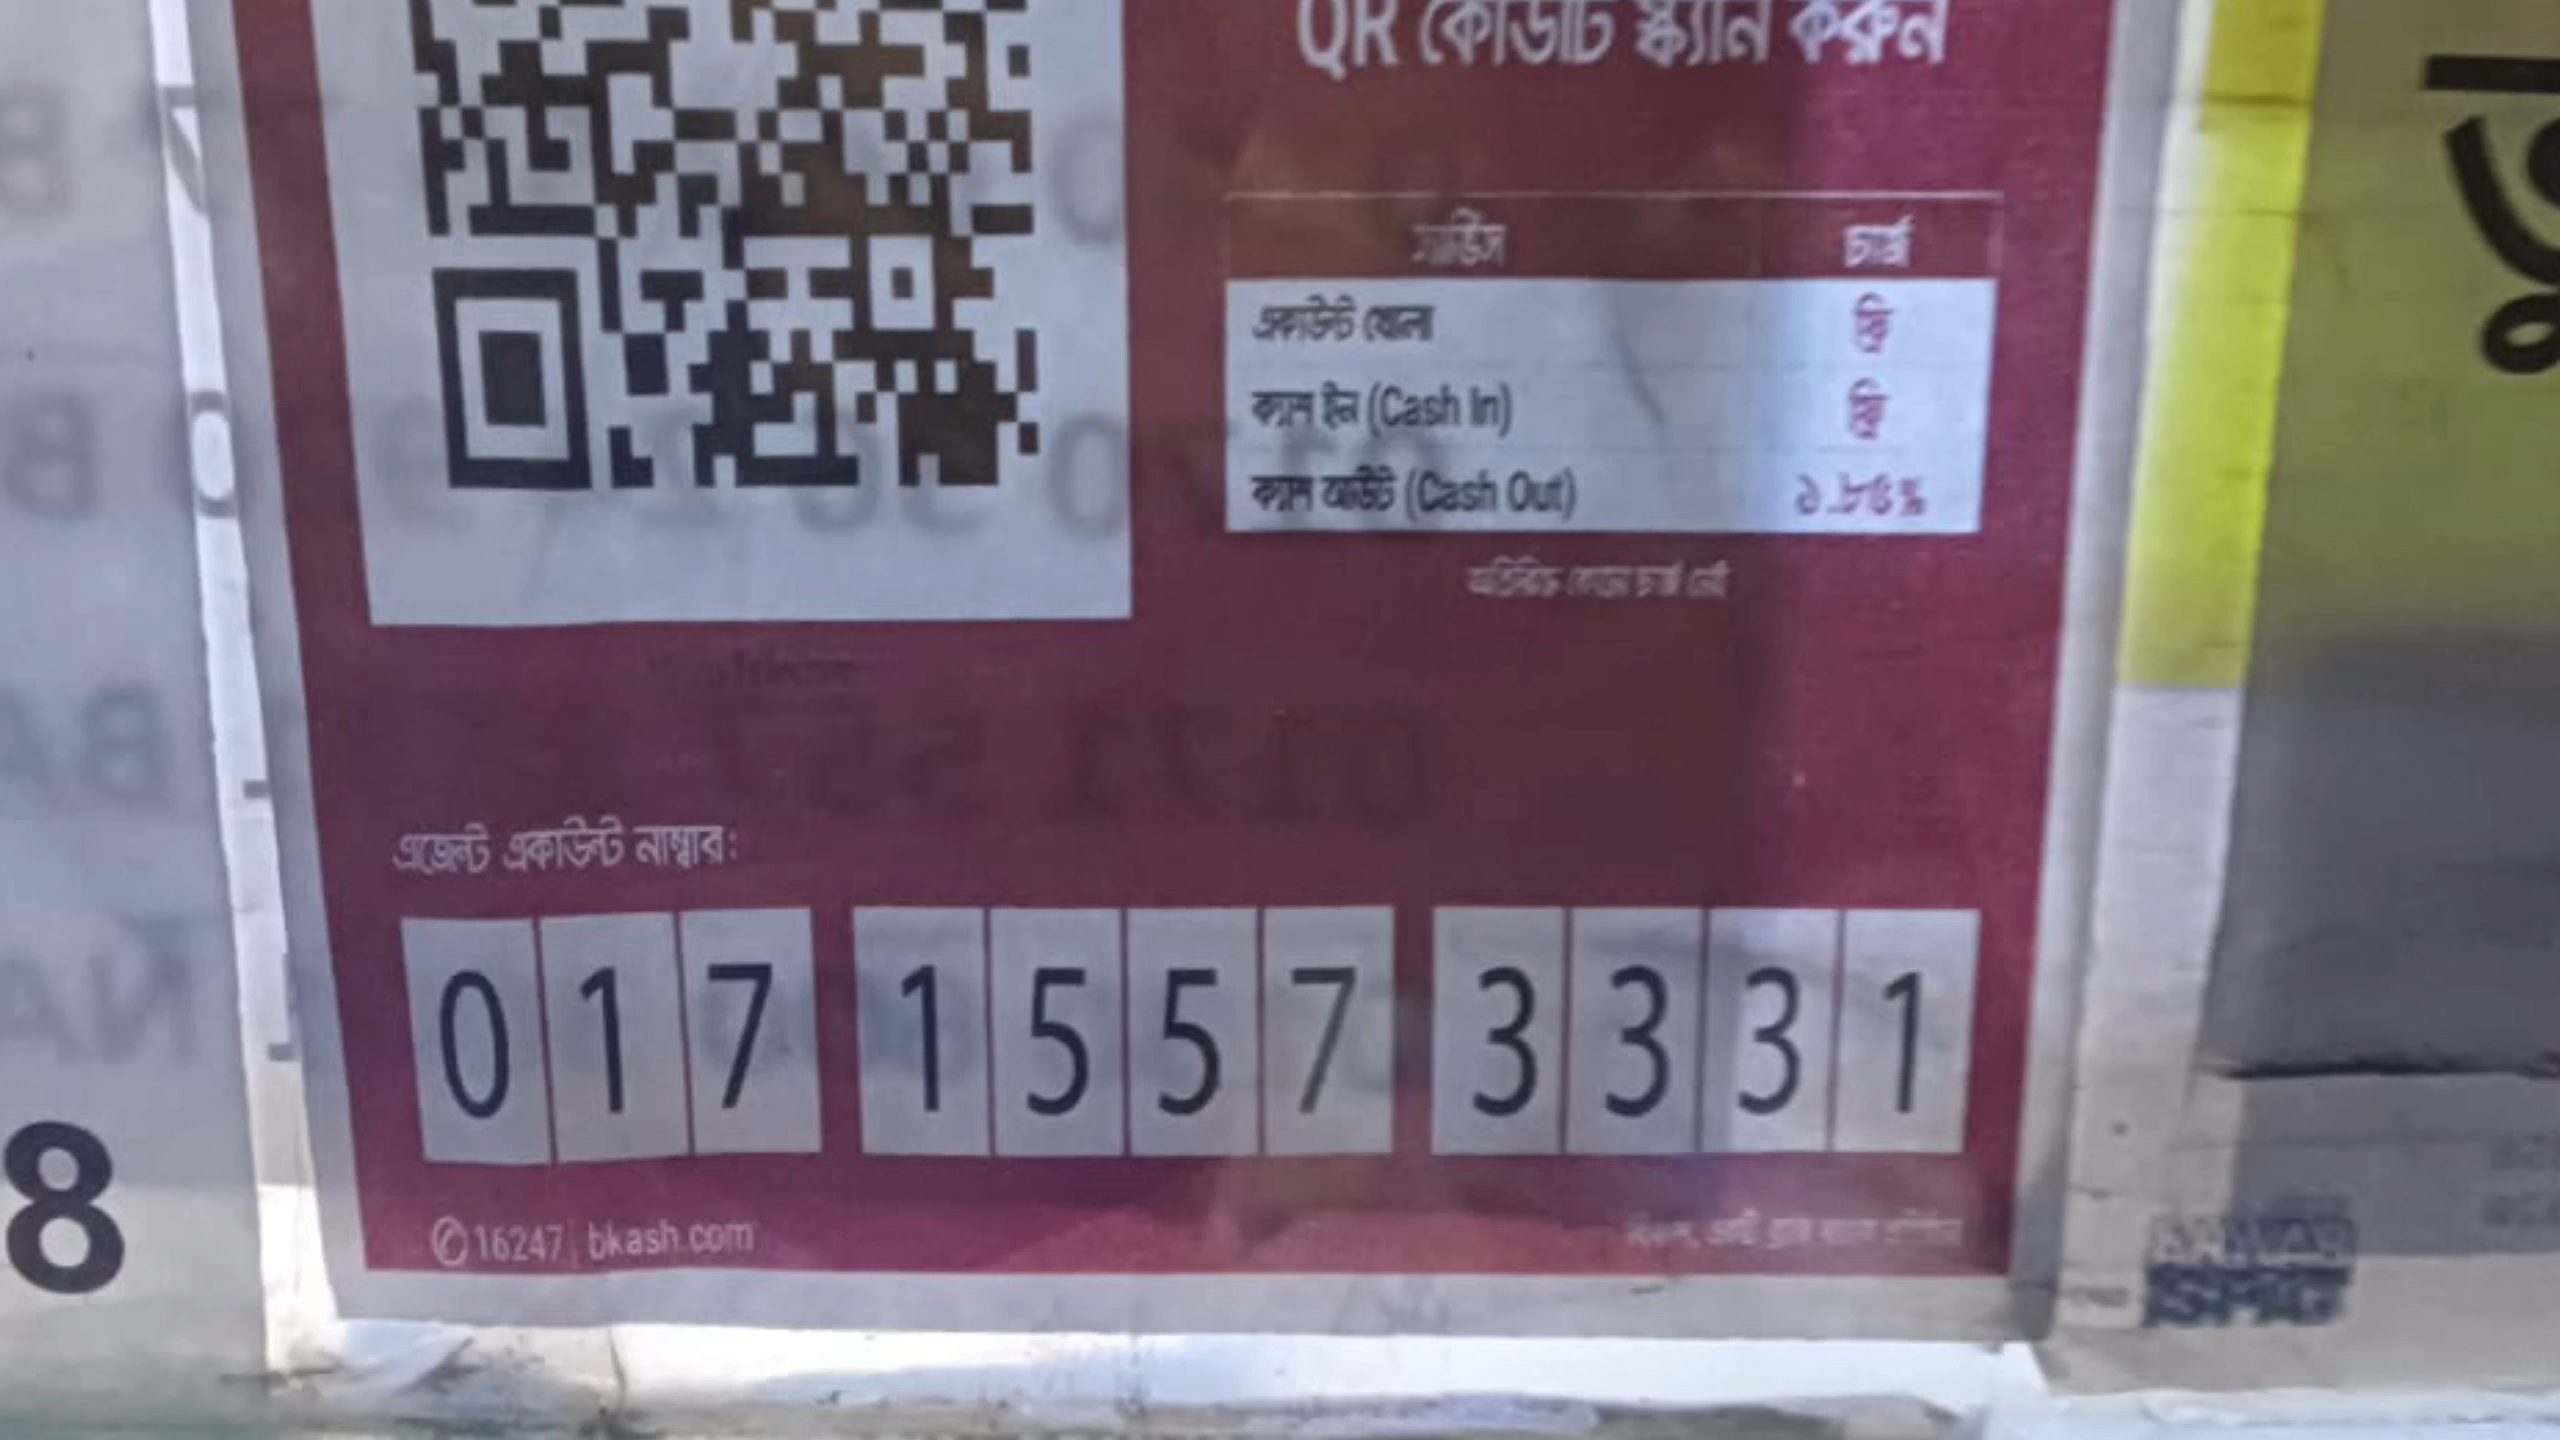 QR কোডটি স্ক্যান করুন
সার্ভিস চার্জ
একাউন্ট খোলা ফ্রি
ক্যাশ ইন (Cash In) ফ্রি
ক্যাশ আউট (Cash Out) ১.৮৫%
অতিরিক্ত কোনো চার্জ নেই
এজেন্ট একাউন্ট নাম্বার:
017 1557 3331
16247 | bkash.com
8